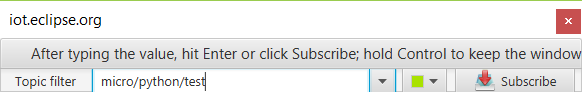 iot.eclipse.org
After typing the value, hit Enter or click Subscribe; hold Control to keep the window
Topic filter micro/python/test Subscribe